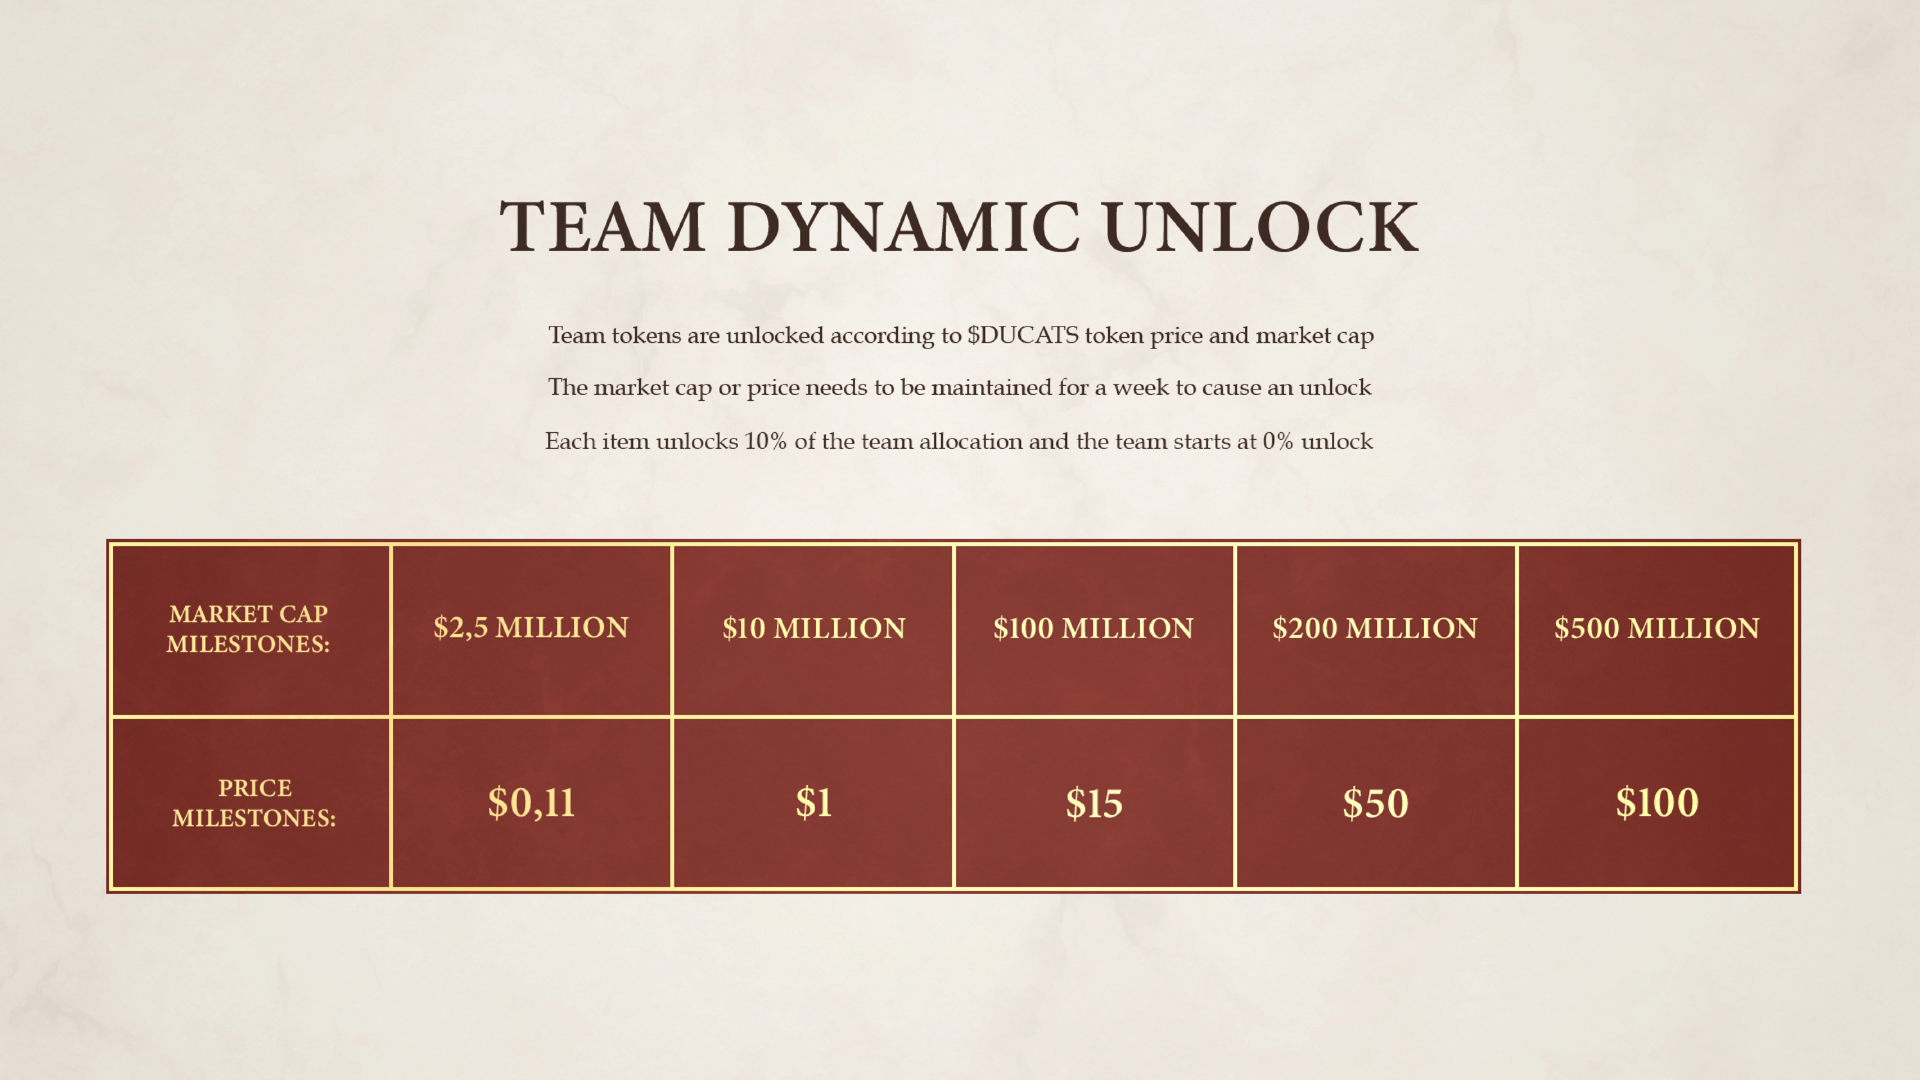 TEAM DYNAMIC UNLOCK
Team tokens are unlocked according to $DUCATS token price and market cap
The market cap or price needs to be maintained for a week to cause an unlock
Each item unlocks 10% of the team allocation and the team starts at 0% unlock
MARKET CAP
MILESTONES:
$2,5 MILLION
$10 MILLION
$100 MILLION
$200 MILLION
$500 MILLION
PRICE
MILESTONES:
$0,11
$1
$15
$50
$100